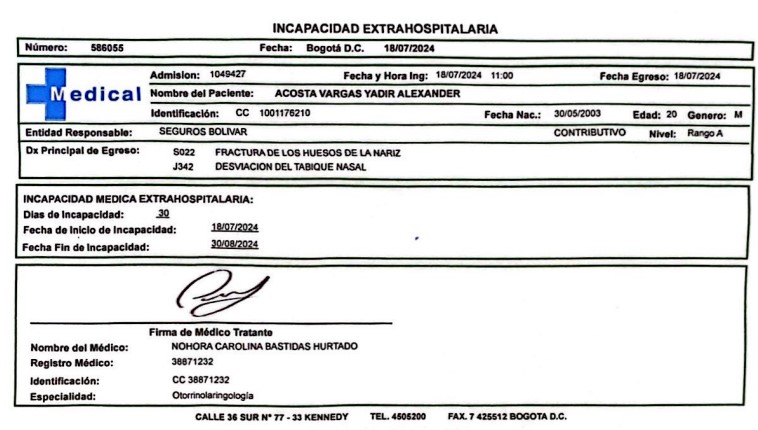 INCAPACIDAD EXTRAHOSPITALARIA
Número: 586055 Fecha: Bogotá D.C. 18/07/2024
Medical
Admision: 1049427 Fecha y Hora Ing: 18/07/2024 11:00 Fecha Egreso: 18/07/2024
Nombre del Paciente: ACOSTA VARGAS YADIR ALEXANDER
Identificación: CC 1001176210 Fecha Nac.: 30/05/2003 Edad: 20 Genero: M
Entidad Responsable: SEGUROS BOLIVAR CONTRIBUTIVO Nivel: Rango A
Dx Principal de Egreso: S022 FRACTURA DE LOS HUESOS DE LA NARIZ
J342 DESVIACION DEL TABIQUE NASAL
INCAPACIDAD MEDICA EXTRAHOSPITALARIA:
Dias de Incapacidad: 30
Fecha de Inicio de Incapacidad: 18/07/2024
Fecha Fin de Incapacidad: 30/08/2024
Firma de Médico Tratante
Nombre del Médico: NOHORA CAROLINA BASTIDAS HURTADO
Registro Médico: 38871232
Identificación: CC 38871232
Especialidad: Otorrinolaringología
CALLE 36 SUR N° 77 - 33 KENNEDY TEL. 4505200 FAX. 7 425512 BOGOTA D.C.